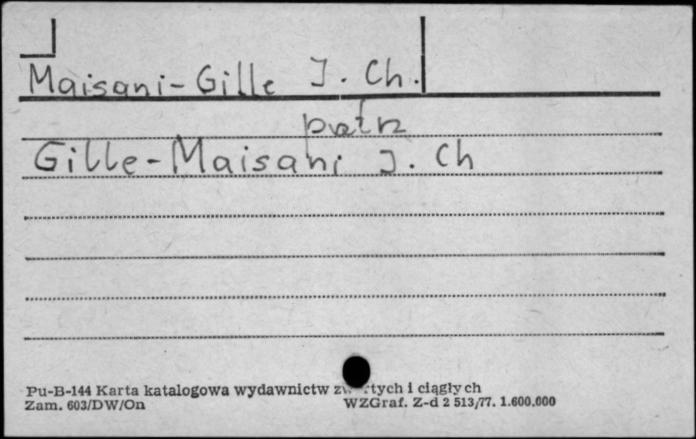 Maisani-Gille J. Ch.
patrz
Gille-Maisani J. Ch
Pu-B-144 Karta katalogowa wydawnictw i ciągłych
Zam. 603/DW/On WZGraf. Z-d 2 513/77. 1.600.000